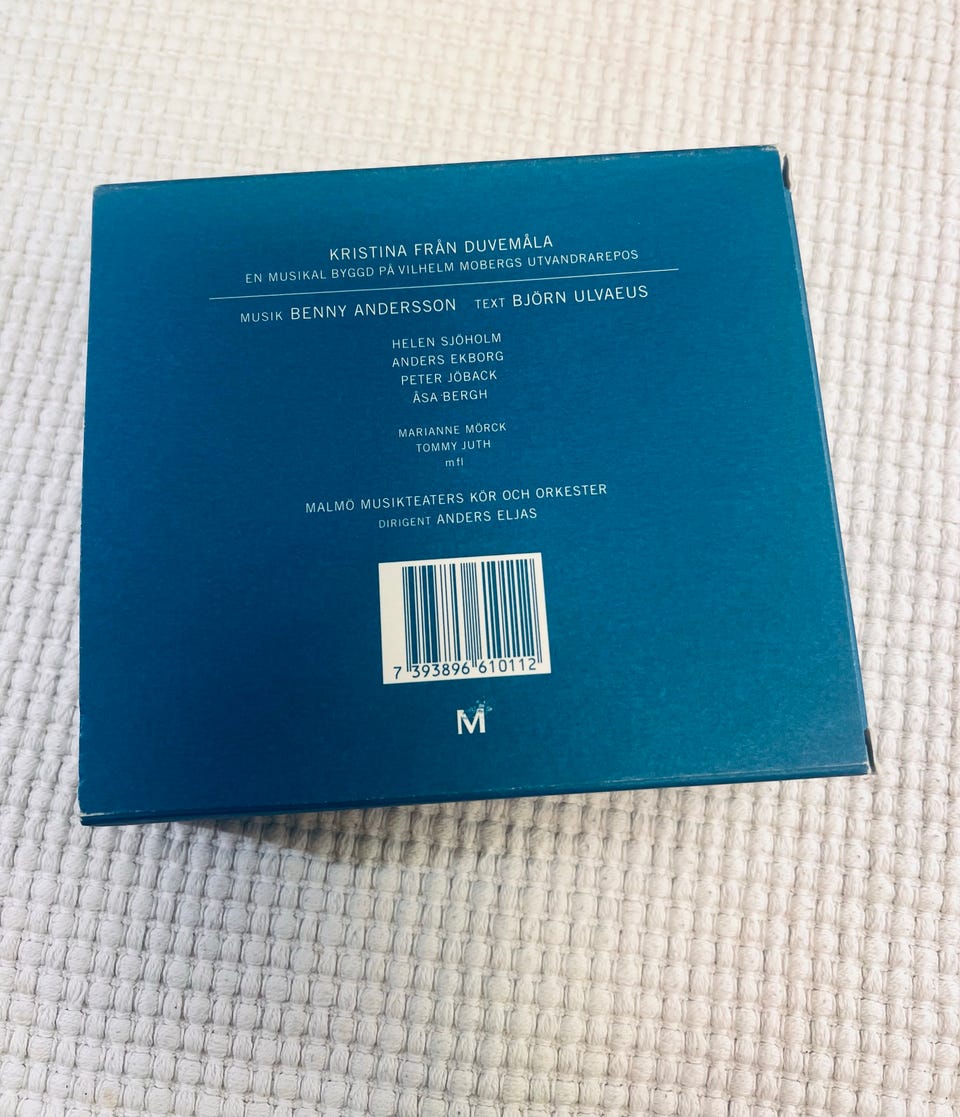 KRISTINA FRÅN DUVEMÅLA
EN MUSIKAL BYGGD PÅ VILHELM MOBERGS UTVANDRAREPOS
MUSIK BENNY ANDERSSON TEXT BJÖRN ULVAEUS
HELEN SJÖHOLM
ANDERS EKBORG
PETER JÖBACK
ÅSA BERGH
MARIANNE MÖRCK
TOMMY JUTH
mfl
MALMÖ MUSIKTEATERS KÖR OCH ORKESTER
DIRIGENT ANDERS ELJAS
7 393896 610112
M